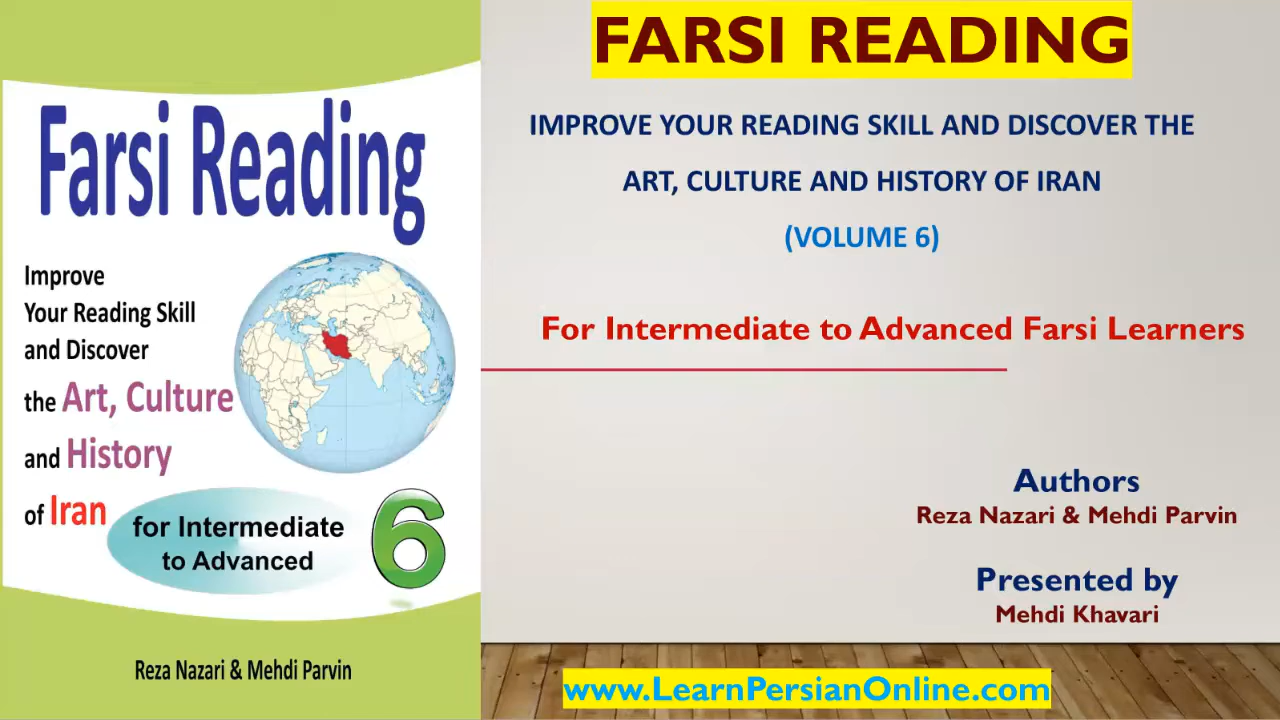 Farsi Reading
Improve
Your Reading Skill
and Discover
the Art, Culture
and History
of Iran
for Intermediate
to Advanced
6
Reza Nazari & Mehdi Parvin
FARSI READING
IMPROVE YOUR READING SKILL AND DISCOVER THE
ART, CULTURE AND HISTORY OF IRAN
(VOLUME 6)
For Intermediate to Advanced Farsi Learners
Authors
Reza Nazari & Mehdi Parvin
Presented by
Mehdi Khavari
www.LearnPersianOnline.com